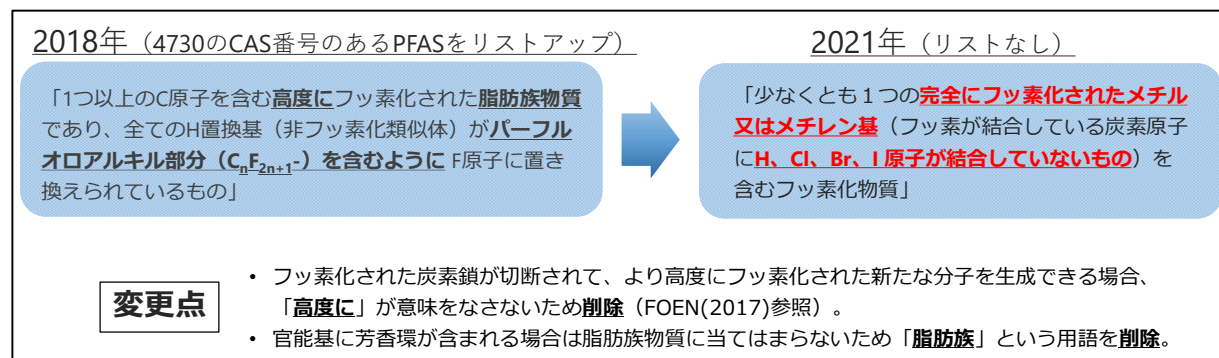 2018年（4730のCAS番号のあるPFASをリストアップ）
「1つ以上のC原子を含む高度にフッ素化された脂肪族物質
であり、全てのH置換基（非フッ素化類似体）がパーフル
オロアルキル部分（CnF2n+1-）を含むように F原子に置き
換えられているもの」
2021年（リストなし）
「少なくとも１つの完全にフッ素化されたメチル
又はメチレン基（フッ素が結合している炭素原子
にH、Cl、Br、I 原子が結合していないもの）を
含むフッ素化物質」
変更点
• フッ素化された炭素鎖が切断されて、より高度にフッ素化された新たな分子を生成できる場合、
「高度に」が意味をなさないため削除（FOEN(2017)参照）。
• 官能基に芳香環が含まれる場合は脂肪族物質に当てはまらないため「脂肪族」という用語を削除。